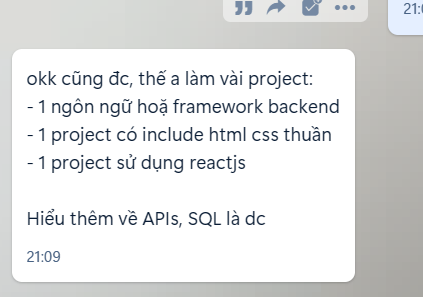 21:0
okk cũng đc, thế a làm vài project:
- 1 ngôn ngữ hoặ framework backend
- 1 project có include html css thuần
- 1 project sử dụng reactjs
Hiểu thêm về APIs, SQL là dc
21:09